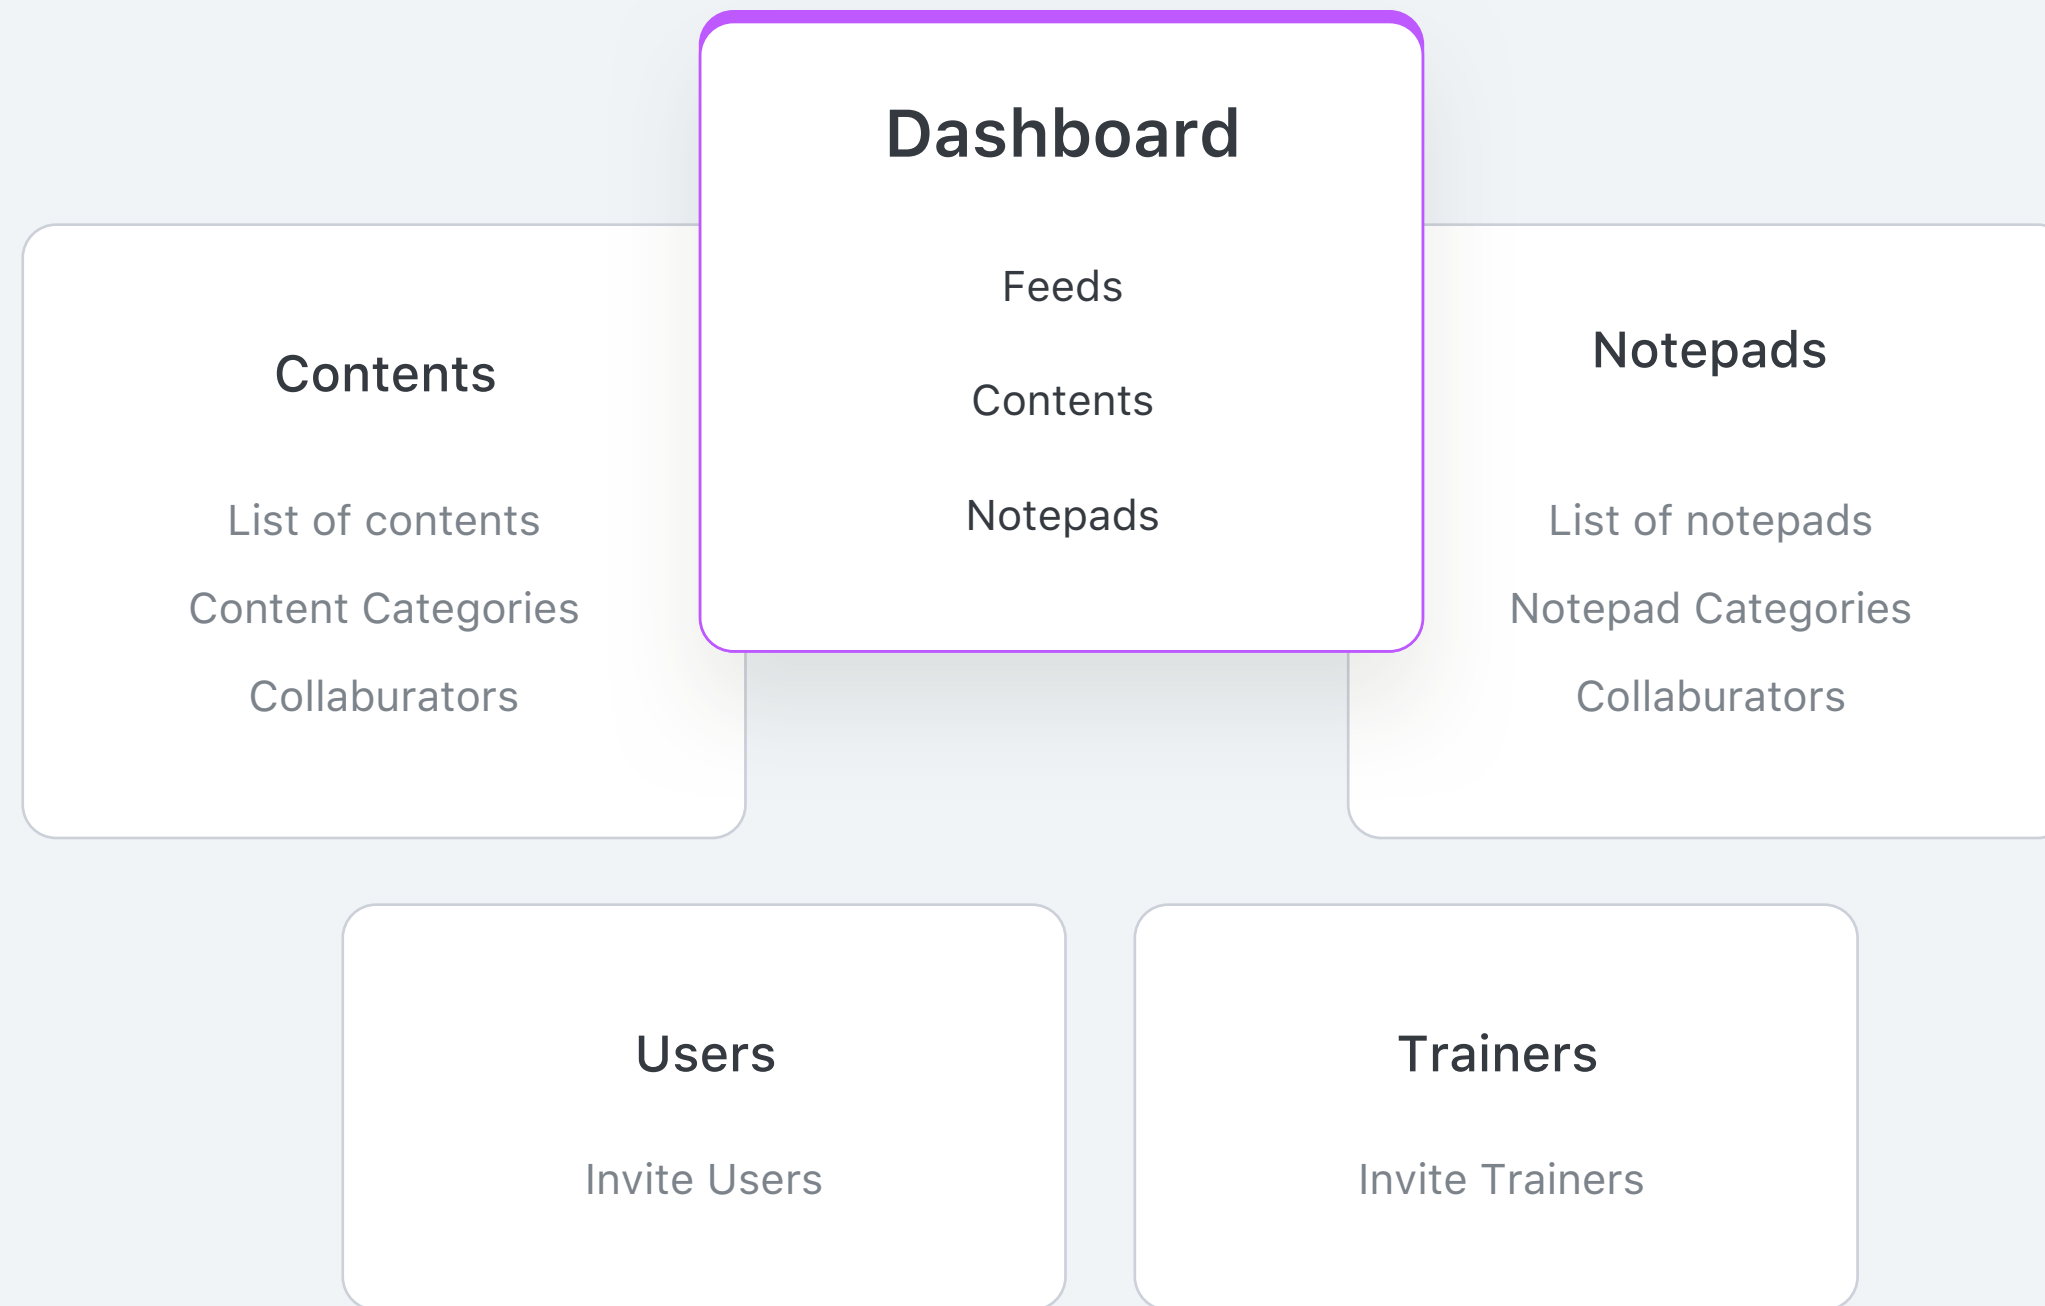 Dashboard
Feeds
Contents
Notepads
Contents
List of contents
Content Categories
Collaburators
Notepads
List of notepads
Notepad Categories
Collaburators
Users
Invite Users
Trainers
Invite Trainers